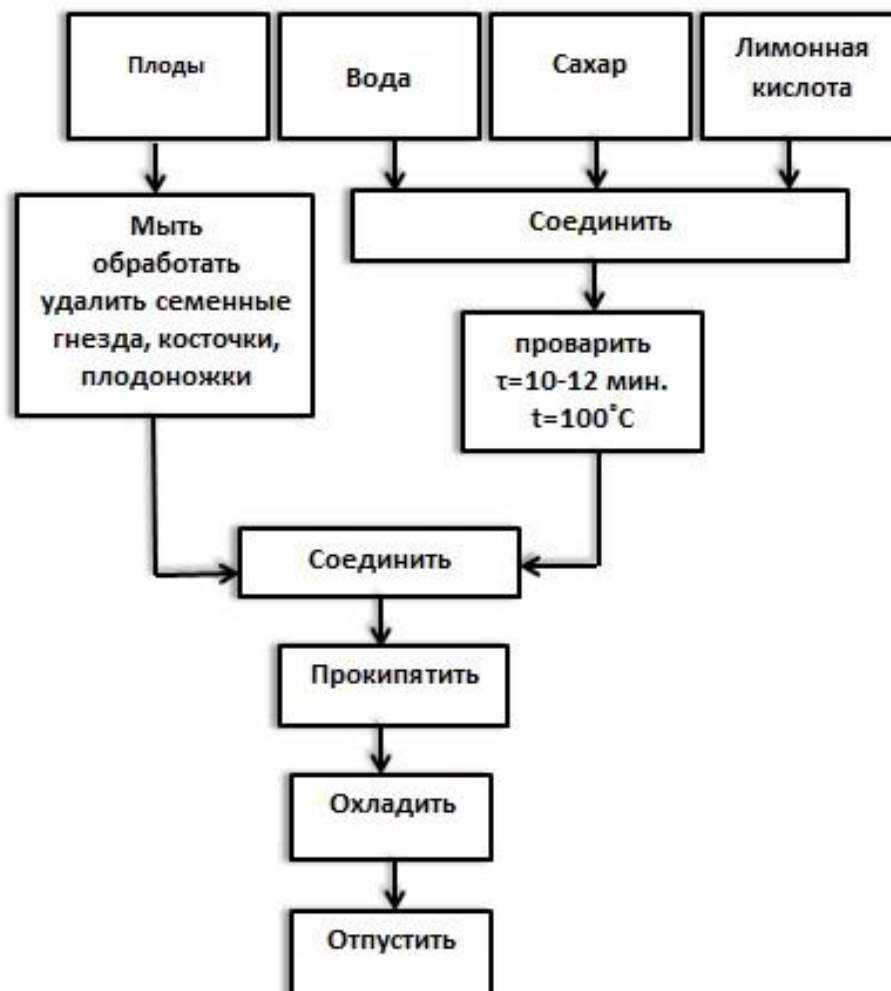 Плоды
Вода
Сахар
Лимонная
кислота
Мыть
обработать
удалить семенные
гнезда, косточки,
плодоножки
Соединить
проварить
τ=10-12 мин.
t=100˚С
Соединить
Прокипятить
Охладить
Отпустить